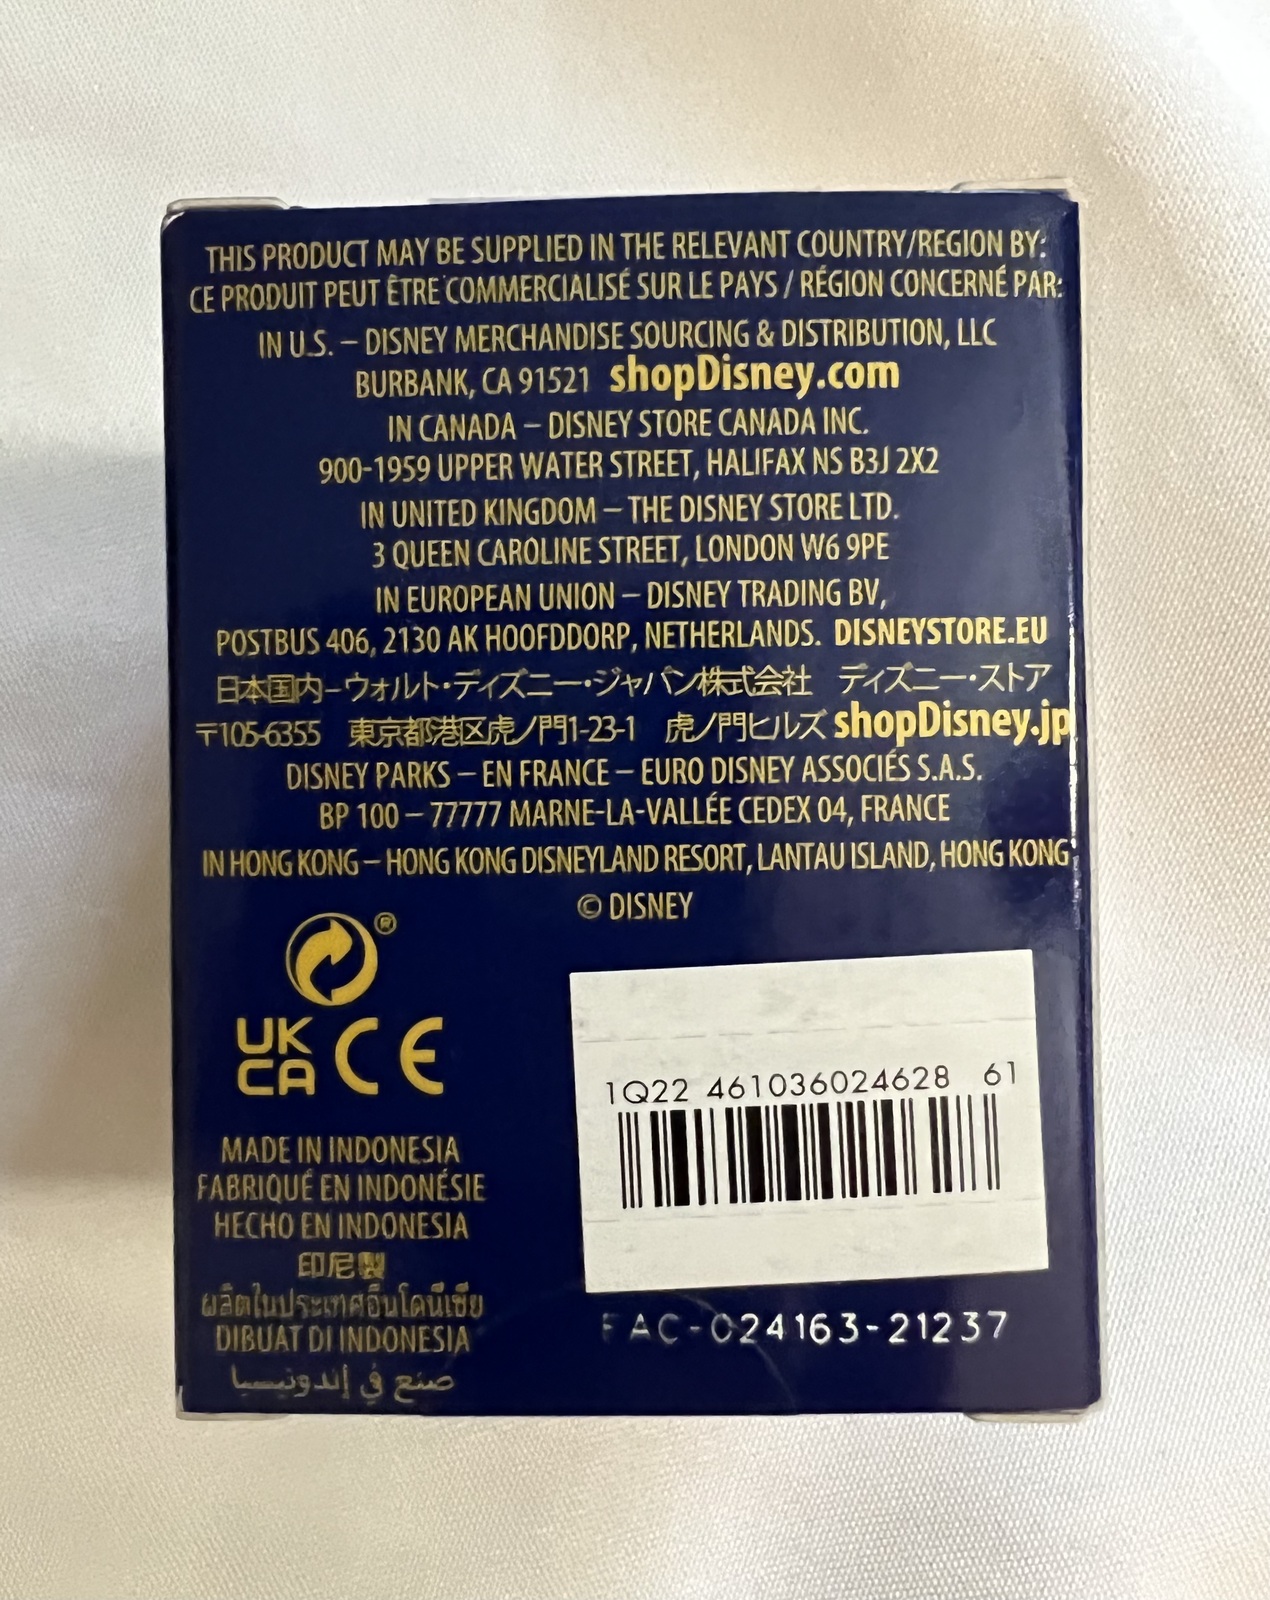 THIS PRODUCT MAY BE SUPPLIED IN THE RELEVANT COUNTRY/REGION BY:
CE PRODUIT PEUT ÊTRE COMMERCIALISÉ SUR LE PAYS / RÉGION CONCERNÉ PAR:
IN U.S. – DISNEY MERCHANDISE SOURCING & DISTRIBUTION, LLC
BURBANK, CA 91521 shopDisney.com
IN CANADA – DISNEY STORE CANADA INC.
900-1959 UPPER WATER STREET, HALIFAX NS B3J 2X2
IN UNITED KINGDOM – THE DISNEY STORE LTD.
3 QUEEN CAROLINE STREET, LONDON W6 9PE
IN EUROPEAN UNION – DISNEY TRADING BV,
POSTBUS 406, 2130 AK HOOFDDORP, NETHERLANDS. DISNEYSTORE.EU
日本国内–ウォルト・ディズニー・ジャパン株式会社 ディズニー・ストア
〒105-6355 東京都港区虎ノ門1-23-1 虎ノ門ヒルズ shopDisney.jp
DISNEY PARKS – EN FRANCE – EURO DISNEY ASSOCIÉS S.A.S.
BP 100 – 77777 MARNE-LA-VALLÉE CEDEX 04, FRANCE
IN HONG KONG – HONG KONG DISNEYLAND RESORT, LANTAU ISLAND, HONG KONG
© DISNEY
®
UK
CA CE
1Q22 461036024628 61
MADE IN INDONESIA
FABRIQUÉ EN INDONÉSIE
HECHO EN INDONESIA
印尼製
ผลิตในประเทศอินโดนีเซีย
DIBUAT DI INDONESIA
صنع في إندونيسيا
FAC-024163-21237